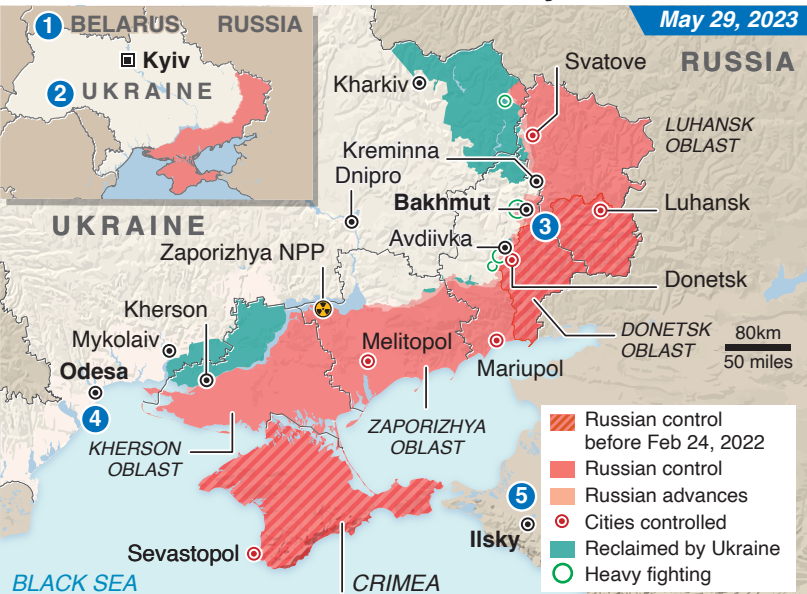 May 29, 2023
1 BELARUS RUSSIA
Kyiv
2 UKRAINE
RUSSIA
Svatove
Kharkiv
LUHANSK
OBLAST
Kreminna
Dnipro
Bakhmut
Luhansk
UKRAINE
3
Avdiivka
Zaporizhya NPP
Donetsk
Kherson
Mykolaiv
Melitopol
DONETSK
OBLAST
80km
50 miles
Odesa
Mariupol
4
ZAPORIZHYA
OBLAST
KHERSON
OBLAST
Russian control
before Feb 24, 2022
Russian control
Russian advances
Cities controlled
Reclaimed by Ukraine
Heavy fighting
5
Ilsky
Sevastopol
BLACK SEA
CRIMEA